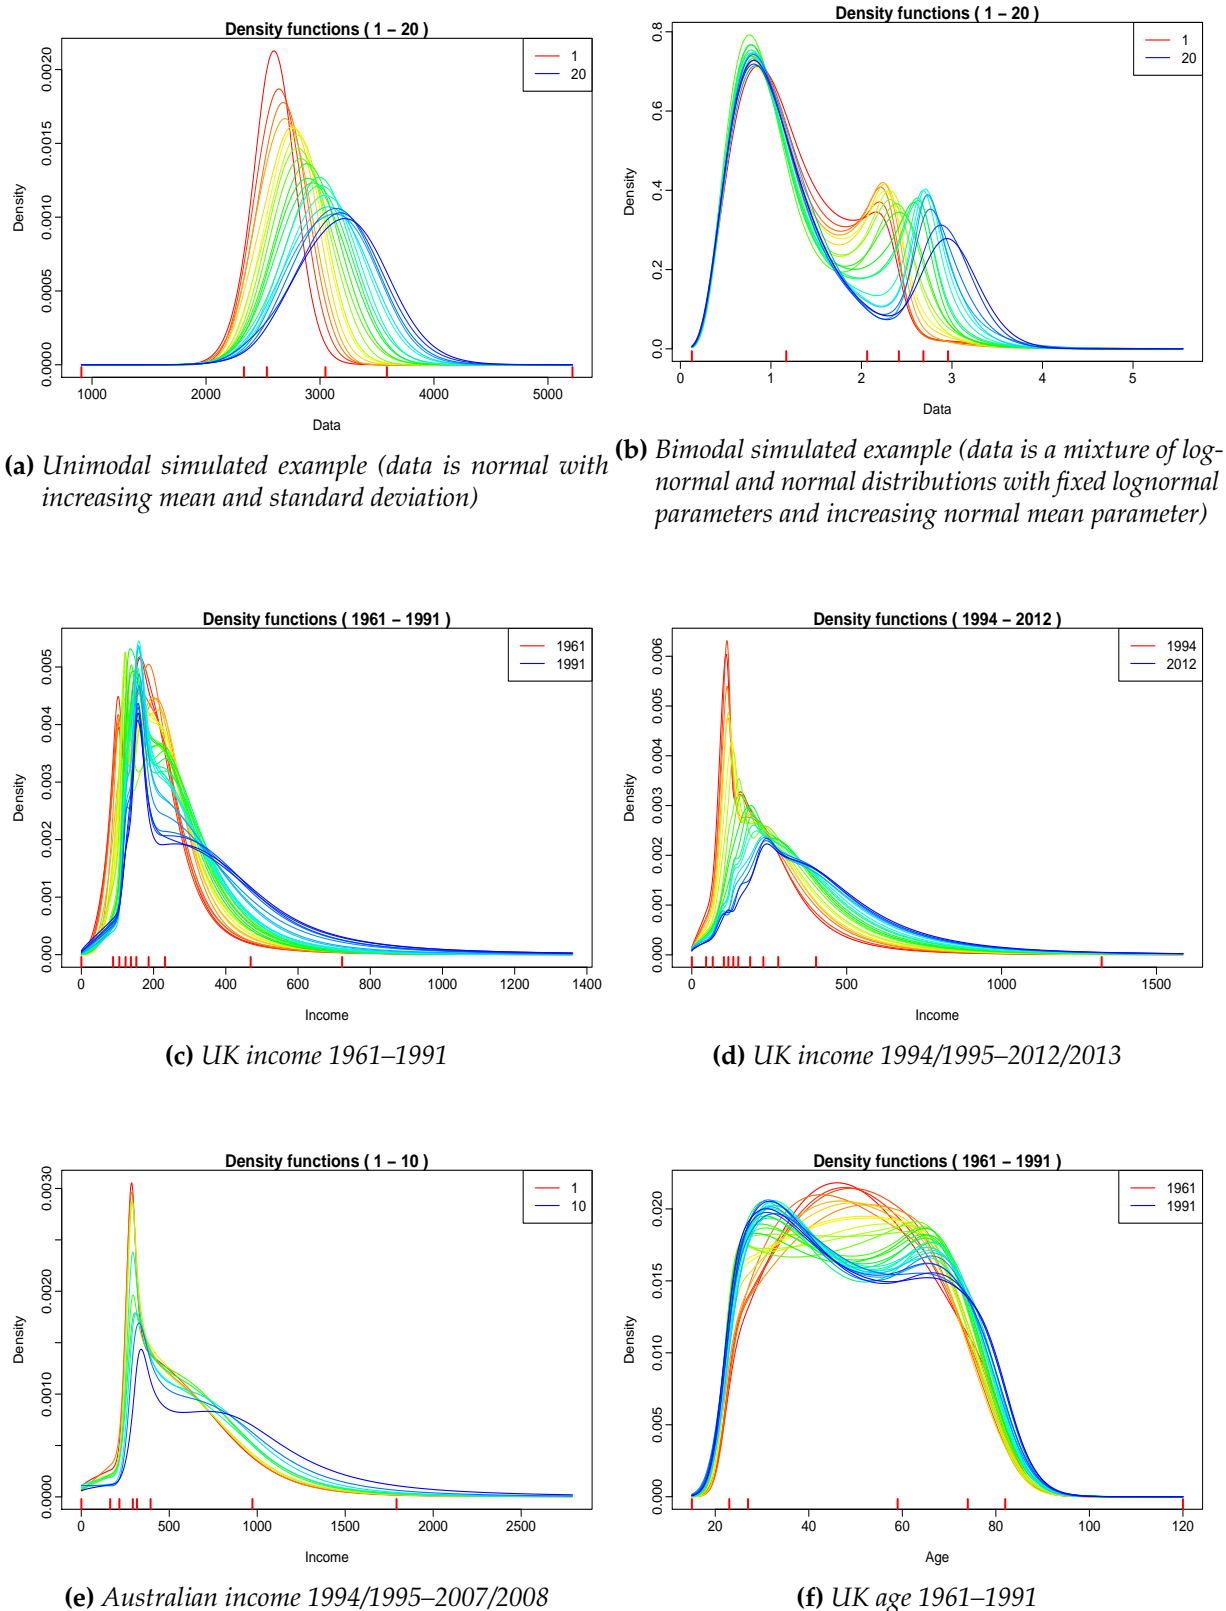 Density functions ( 1 − 20 )
1
20
Density
0.0000
0.0005
0.0010
0.0015
0.0020
1000
2000
3000
4000
5000
Data
(a) Unimodal simulated example (data is normal with
increasing mean and standard deviation)
Density functions ( 1 − 20 )
1
20
Density
0.0
0.2
0.4
0.6
0.8
0
1
2
3
4
5
Data
(b) Bimodal simulated example (data is a mixture of log-
normal and normal distributions with fixed lognormal
parameters and increasing normal mean parameter)
Density functions ( 1961 − 1991 )
1961
1991
Density
0.000
0.001
0.002
0.003
0.004
0.005
0
200
400
600
800
1000
1200
1400
Income
(c) UK income 1961–1991
Density functions ( 1994 − 2012 )
1994
2012
Density
0.000
0.001
0.002
0.003
0.004
0.005
0.006
0
500
1000
1500
Income
(d) UK income 1994/1995–2012/2013
Density functions ( 1 − 10 )
1
10
Density
0.0000
0.0010
0.0020
0.0030
0
500
1000
1500
2000
2500
Income
(e) Australian income 1994/1995–2007/2008
Density functions ( 1961 − 1991 )
1961
1991
Density
0.000
0.005
0.010
0.015
0.020
20
40
60
80
100
120
Age
(f) UK age 1961–1991